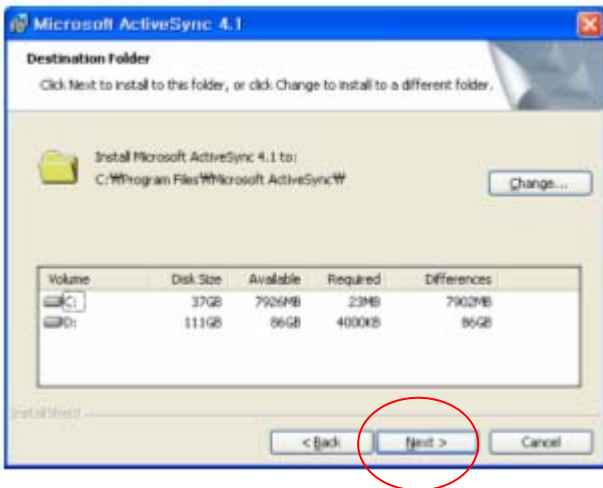 Microsoft ActiveSync 4.1
Destination Folder
Click Next to install to this folder, or click Change to install to a different folder.
Install Microsoft ActiveSync 4.1 to:
C:₩Program Files₩Microsoft ActiveSync₩
Change...
Volume Disk Size Available Required Differences
C: 37GB 7926MB 23MB 7902MB
D: 111GB 86GB 4000KB 86GB
InstallShield
< Back Next > Cancel